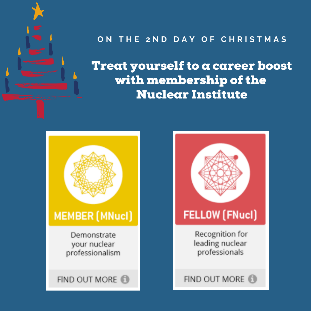 ON THE 2ND DAY OF CHRISTMAS
Treat yourself to a career boost
with membership of the
Nuclear Institute
MEMBER (MNucl)
Demonstrate
your nuclear
professionalism
FIND OUT MORE i
FELLOW (FNucl)
Recognition for
leading nuclear
professionals
FIND OUT MORE i